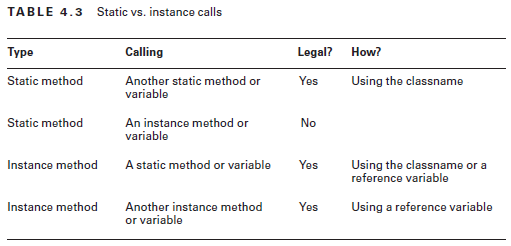 TABLE 4.3 Static vs. instance calls
Type Calling Legal? How?
Static method Another static method or Yes Using the classname
variable
Static method An instance method or No
variable
Instance method A static method or variable Yes Using the classname or a
reference variable
Instance method Another instance method Yes Using a reference variable
or variable